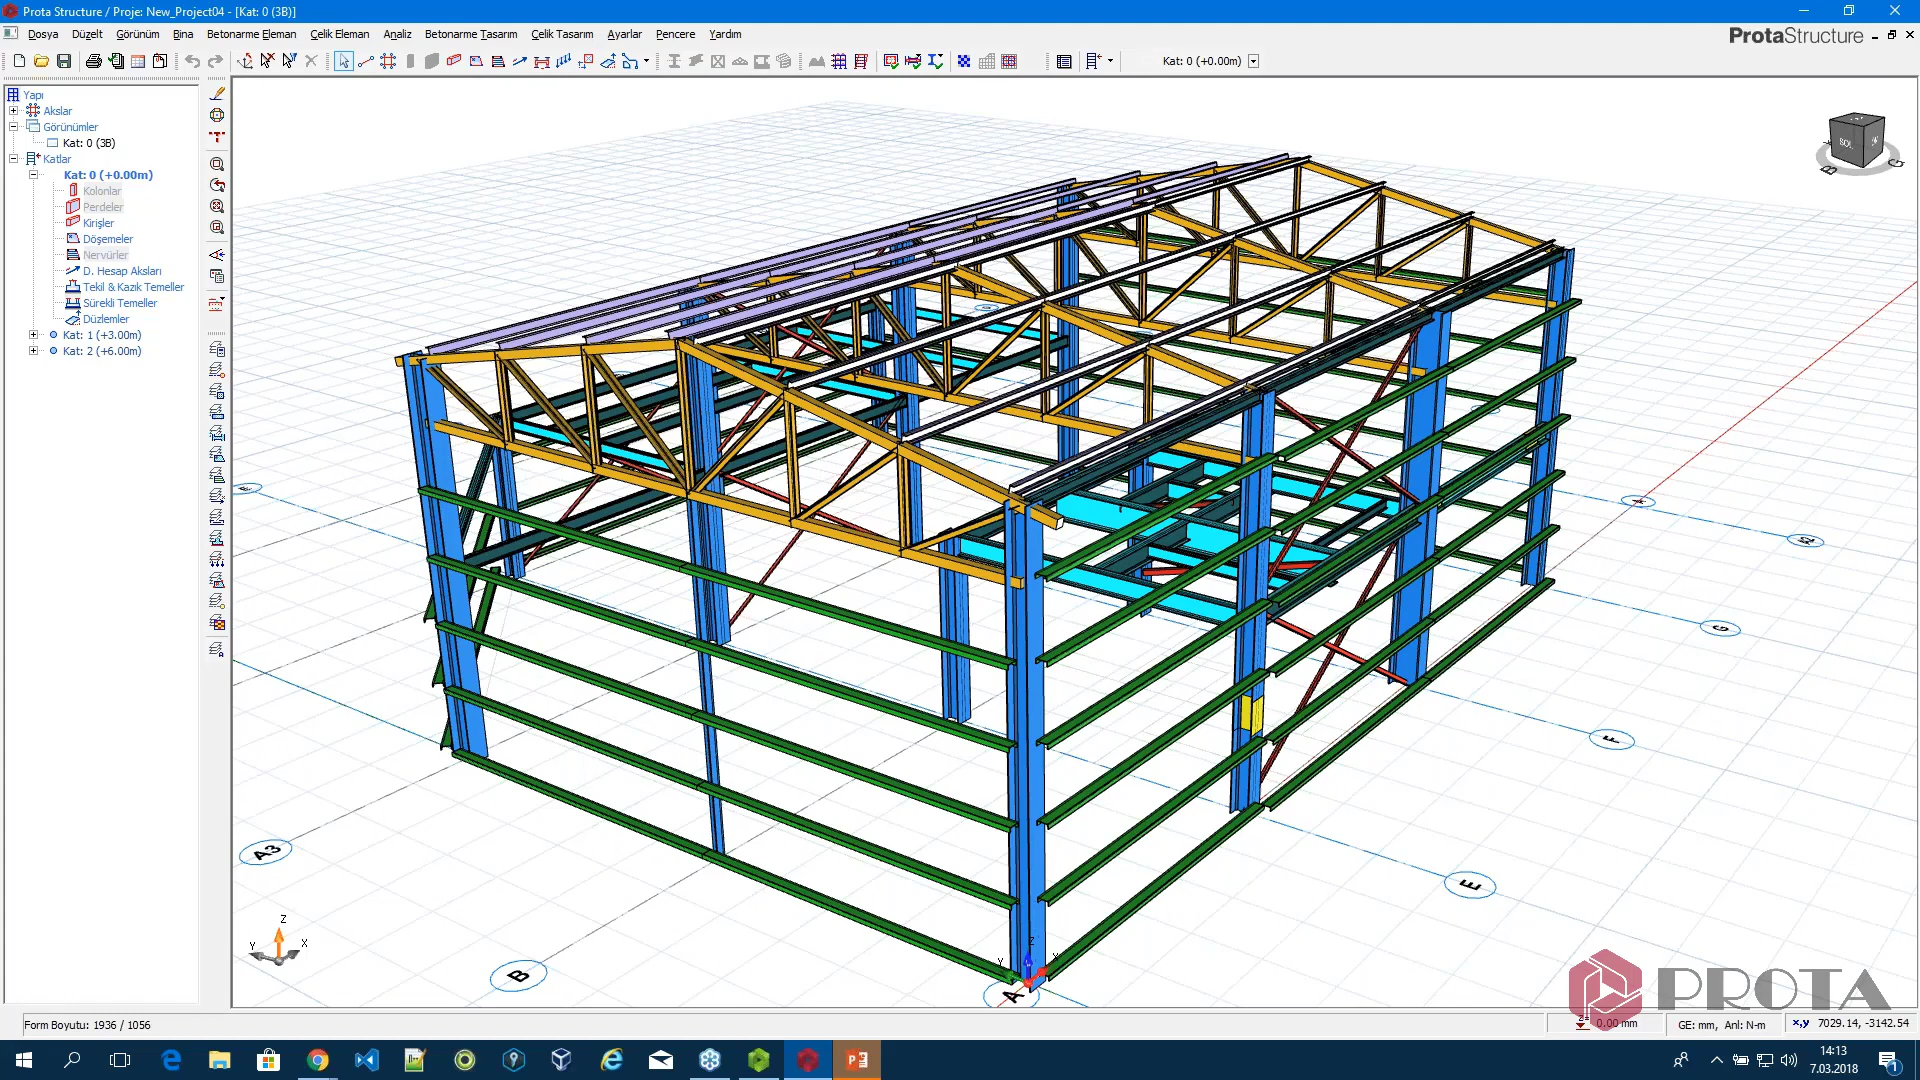 Prota Structure / Proje: New_Project04 - [Kat: 0 (3B)]
Dosya Düzelt Görünüm Bina Betonarme Eleman Çelik Eleman Analiz Betonarme Tasarım Çelik Tasarım Ayarlar Pencere Yardım
ProtaStructure
Kat: 0 (+0.00m)
Yapı
Akslar
Görünümler
Kat: 0 (3B)
Katlar
Kat: 0 (+0.00m)
Kolonlar
Perdeler
Kirişler
Döşemeler
Nervürler
D. Hesap Aksları
Tekil & Kazık Temeller
Sürekli Temeller
Düzlemler
Kat: 1 (+3.00m)
Kat: 2 (+6.00m)
SOL
B
G
G
F
E
A3
B
A
Z
Y
X
Z
Y
X
PROTA
Form Boyutu: 1936 / 1056
0.00 mm
GE: mm, Anl: N-m
x,y 7029.14, -3142.54
14:13
7.03.2018
1